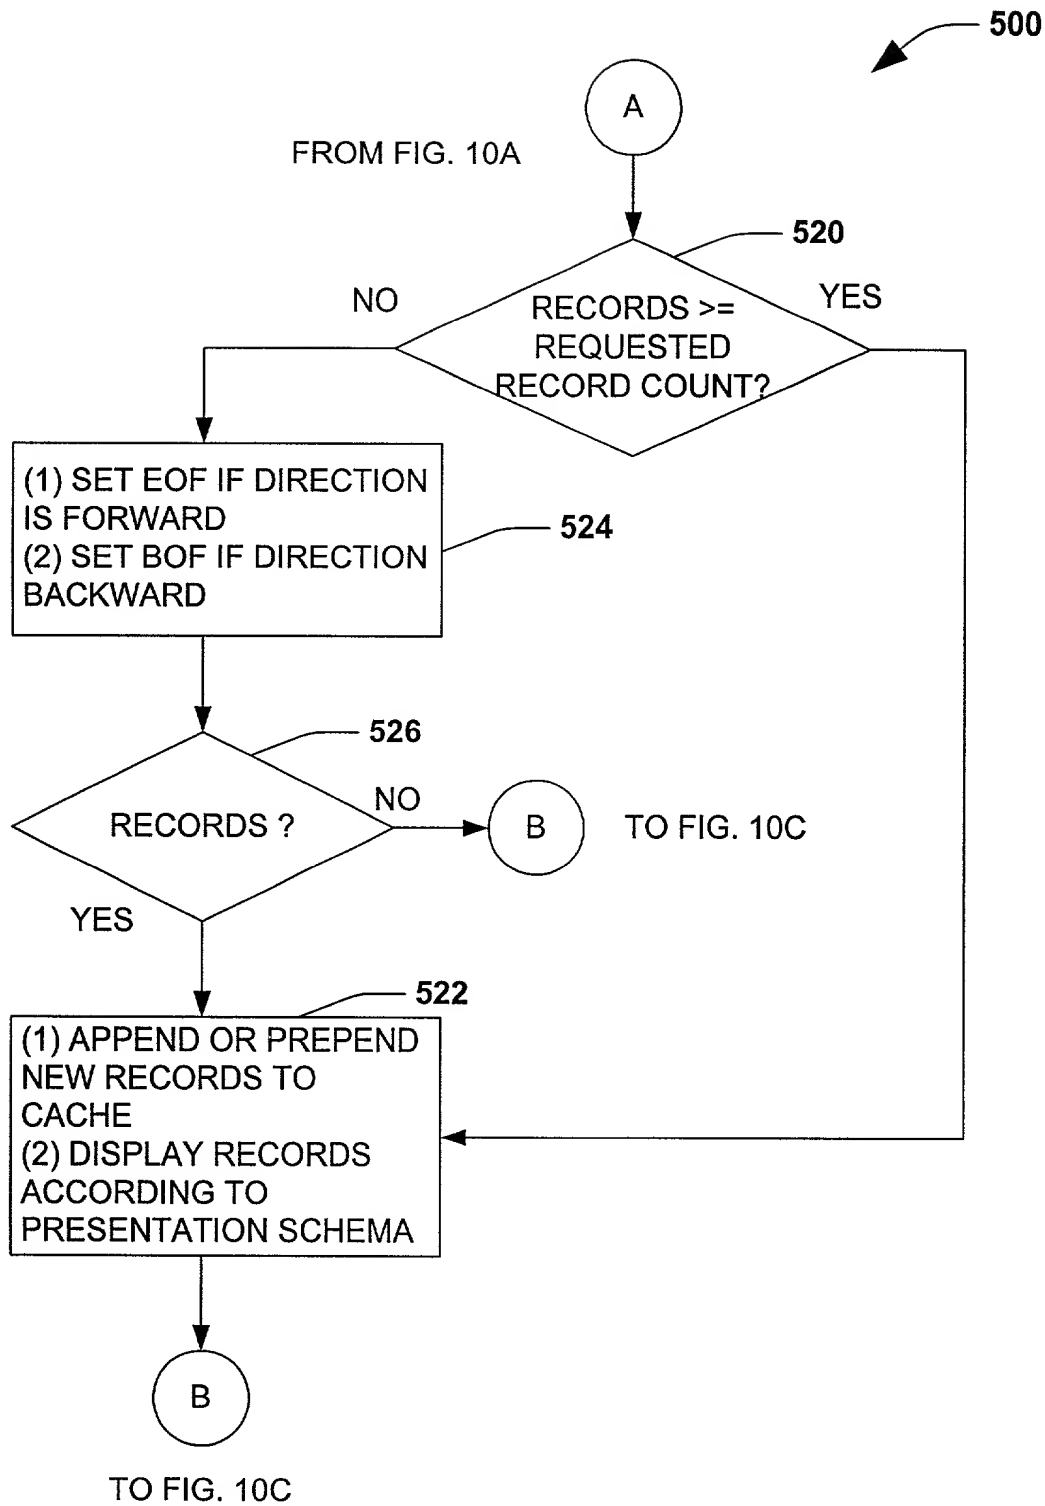 500
A
FROM FIG. 10A
520
NO
YES
RECORDS >=
REQUESTED
RECORD COUNT?
(1) SET EOF IF DIRECTION
IS FORWARD
(2) SET BOF IF DIRECTION
BACKWARD
524
526
RECORDS ?
NO
B
TO FIG. 10C
YES
522
(1) APPEND OR PREPEND
NEW RECORDS TO
CACHE
(2) DISPLAY RECORDS
ACCORDING TO
PRESENTATION SCHEMA
B
TO FIG. 10C